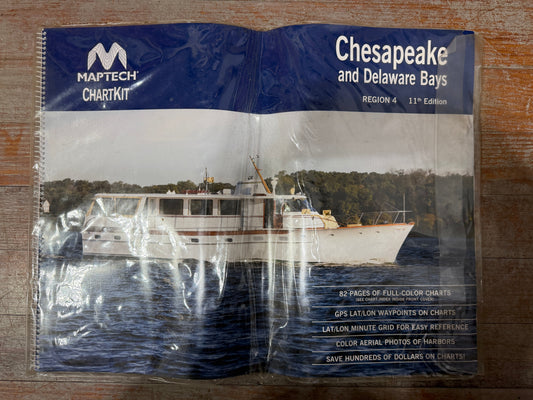 MAPTECH
CHARTKIT
Chesapeake
and Delaware Bays
REGION 4 11th Edition
82 PAGES OF FULL-COLOR CHARTS
(SEE CHART INDEX INSIDE FRONT COVER)
GPS LAT/LON WAYPOINTS ON CHARTS
LAT/LON MINUTE GRID FOR EASY REFERENCE
COLOR AERIAL PHOTOS OF HARBORS
SAVE HUNDREDS OF DOLLARS ON CHARTS!